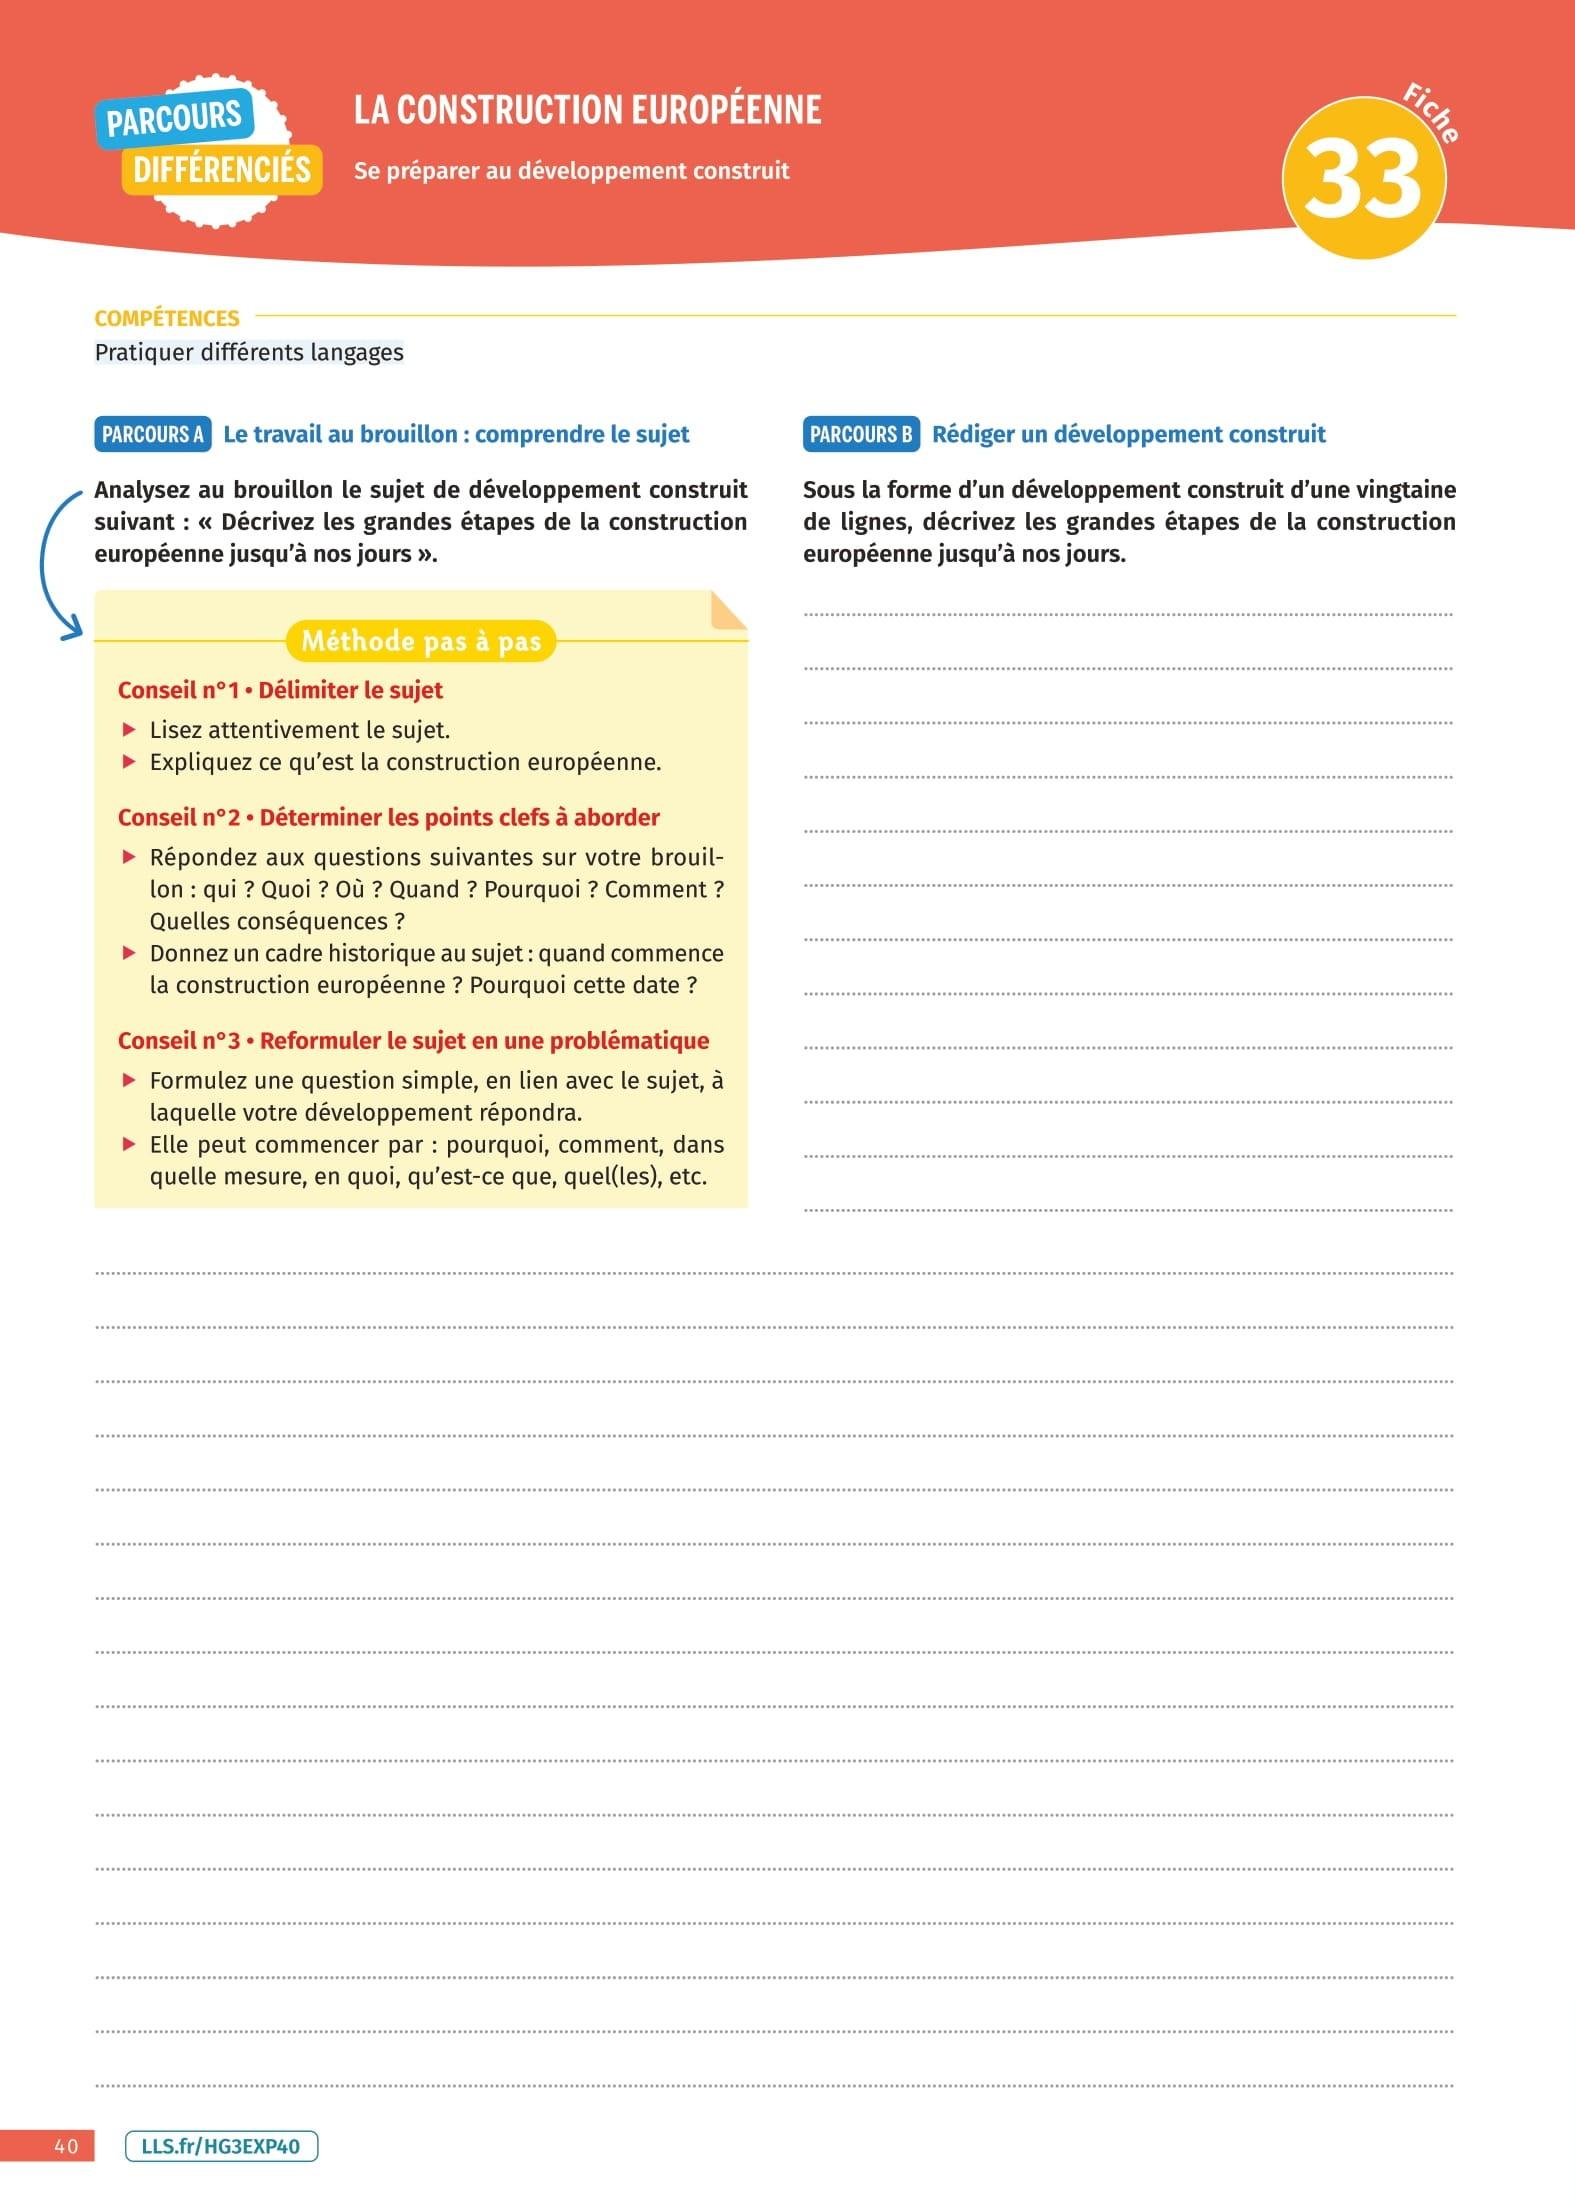 PARCOURS
DIFFÉRENCIÉS
LA CONSTRUCTION EUROPÉENNE
Se préparer au développement construit
Fiche
33
COMPÉTENCES
Pratiquer différents langages
PARCOURS A Le travail au brouillon : comprendre le sujet
Analysez au brouillon le sujet de développement construit
suivant : « Décrivez les grandes étapes de la construction
européenne jusqu’à nos jours ».
Méthode pas à pas
Conseil n°1 • Délimiter le sujet
▶ Lisez attentivement le sujet.
▶ Expliquez ce qu’est la construction européenne.
Conseil n°2 • Déterminer les points clefs à aborder
▶ Répondez aux questions suivantes sur votre brouil-
lon : qui ? Quoi ? Où ? Quand ? Pourquoi ? Comment ?
Quelles conséquences ?
▶ Donnez un cadre historique au sujet : quand commence
la construction européenne ? Pourquoi cette date ?
Conseil n°3 • Reformuler le sujet en une problématique
▶ Formulez une question simple, en lien avec le sujet, à
laquelle votre développement répondra.
▶ Elle peut commencer par : pourquoi, comment, dans
quelle mesure, en quoi, qu’est-ce que, quel(les), etc.
PARCOURS B Rédiger un développement construit
Sous la forme d’un développement construit d’une vingtaine
de lignes, décrivez les grandes étapes de la construction
européenne jusqu’à nos jours.
40
LLS.fr/HG3EXP40